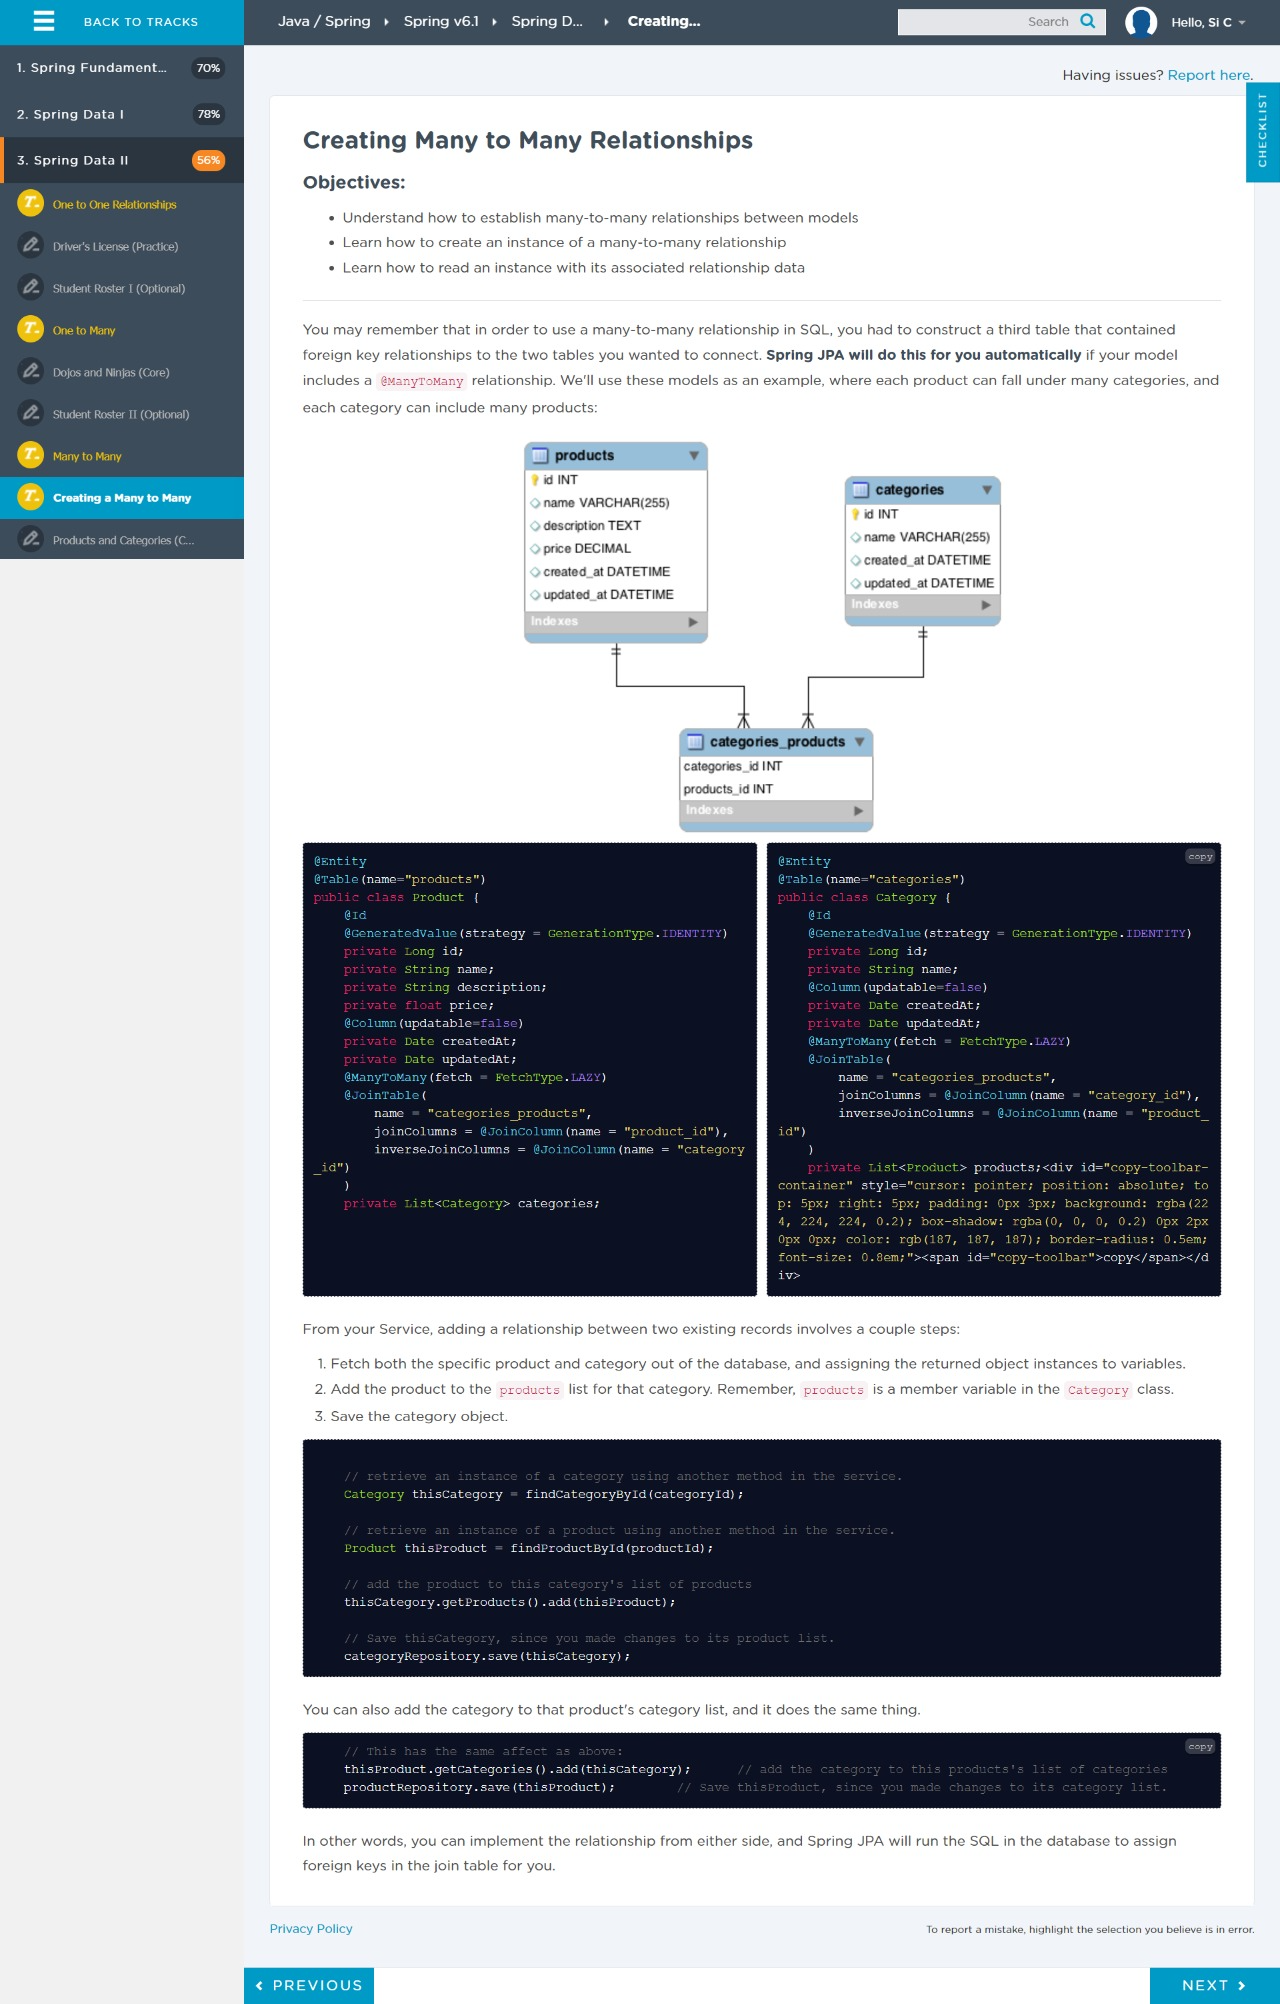 BACK TO TRACKS
Java / Spring
Spring v6.1
Spring D...
Creating...
Search
Hello, Si C
1. Spring Fundament...
70%
2. Spring Data I
78%
3. Spring Data II
56%
One to One Relationships
Driver's License (Practice)
Student Roster I (Optional)
One to Many
Dojos and Ninjas (Core)
Student Roster II (Optional)
Many to Many
Creating a Many to Many
Products and Categories (C...
Having issues? Report here.
CHECKLIST
Creating Many to Many Relationships
Objectives:
• Understand how to establish many-to-many relationships between models
• Learn how to create an instance of a many-to-many relationship
• Learn how to read an instance with its associated relationship data
You may remember that in order to use a many-to-many relationship in SQL, you had to construct a third table that contained
foreign key relationships to the two tables you wanted to connect. Spring JPA will do this for you automatically if your model
includes a @ManyToMany relationship. We'll use these models as an example, where each product can fall under many categories, and
each category can include many products:
products
id INT
name VARCHAR(255)
description TEXT
price DECIMAL
created_at DATETIME
updated_at DATETIME
Indexes
categories
id INT
name VARCHAR(255)
created_at DATETIME
updated_at DATETIME
Indexes
categories_products
categories_id INT
products_id INT
Indexes
@Entity
@Table(name="products")
public class Product {
    @Id
    @GeneratedValue(strategy = GenerationType.IDENTITY)
    private Long id;
    private String name;
    private String description;
    private float price;
    @Column(updatable=false)
    private Date createdAt;
    private Date updatedAt;
    @ManyToMany(fetch = FetchType.LAZY)
    @JoinTable(
        name = "categories_products",
        joinColumns = @JoinColumn(name = "product_id"),
        inverseJoinColumns = @JoinColumn(name = "category
_id")
    )
    private List<Category> categories;
copy
@Entity
@Table(name="categories")
public class Category {
    @Id
    @GeneratedValue(strategy = GenerationType.IDENTITY)
    private Long id;
    private String name;
    @Column(updatable=false)
    private Date createdAt;
    private Date updatedAt;
    @ManyToMany(fetch = FetchType.LAZY)
    @JoinTable(
        name = "categories_products",
        joinColumns = @JoinColumn(name = "category_id"),
        inverseJoinColumns = @JoinColumn(name = "product_
id")
    )
    private List<Product> products;<div id="copy-toolbar-
container" style="cursor: pointer; position: absolute; to
p: 5px; right: 5px; padding: 0px 3px; background: rgba(22
4, 224, 224, 0.2); box-shadow: rgba(0, 0, 0, 0.2) 0px 2px
0px 0px; color: rgb(187, 187, 187); border-radius: 0.5em;
font-size: 0.8em;"><span id="copy-toolbar">copy</span></d
iv>
From your Service, adding a relationship between two existing records involves a couple steps:
1. Fetch both the specific product and category out of the database, and assigning the returned object instances to variables.
2. Add the product to the products list for that category. Remember, products is a member variable in the Category class.
3. Save the category object.
// retrieve an instance of a category using another method in the service.
Category thisCategory = findCategoryById(categoryId);
// retrieve an instance of a product using another method in the service.
Product thisProduct = findProductById(productId);
// add the product to this category's list of products
thisCategory.getProducts().add(thisProduct);
// Save thisCategory, since you made changes to its product list.
categoryRepository.save(thisCategory);
You can also add the category to that product's category list, and it does the same thing.
copy
// This has the same affect as above:
thisProduct.getCategories().add(thisCategory);      // add the category to this products's list of categories
productRepository.save(thisProduct);        // Save thisProduct, since you made changes to its category list.
In other words, you can implement the relationship from either side, and Spring JPA will run the SQL in the database to assign
foreign keys in the join table for you.
Privacy Policy
To report a mistake, highlight the selection you believe is in error.
PREVIOUS
NEXT